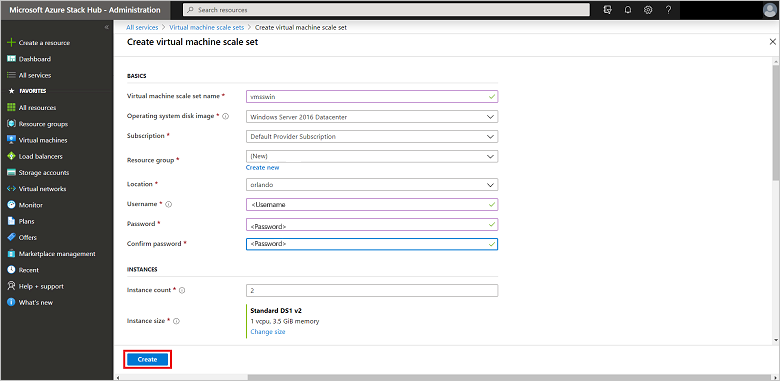 Microsoft Azure Stack Hub - Administration
Search resources
?
«
All services > Virtual machine scale sets > Create virtual machine scale set
Create virtual machine scale set
+ Create a resource
Dashboard
All services
FAVORITES
All resources
Resource groups
Virtual machines
Load balancers
Storage accounts
Virtual networks
Monitor
Plans
Offers
Marketplace management
Recent
Help + support
What's new
BASICS
Virtual machine scale set name * vmsswin
Operating system disk image * Windows Server 2016 Datacenter
Subscription * Default Provider Subscription
Resource group * (New)
Create new
Location * orlando
Username * <Username
Password * <Password>
Confirm password * <Password>
INSTANCES
Instance count * 2
Instance size * Standard DS1 v2
1 vcpu, 3.5 GiB memory
Change size
Create